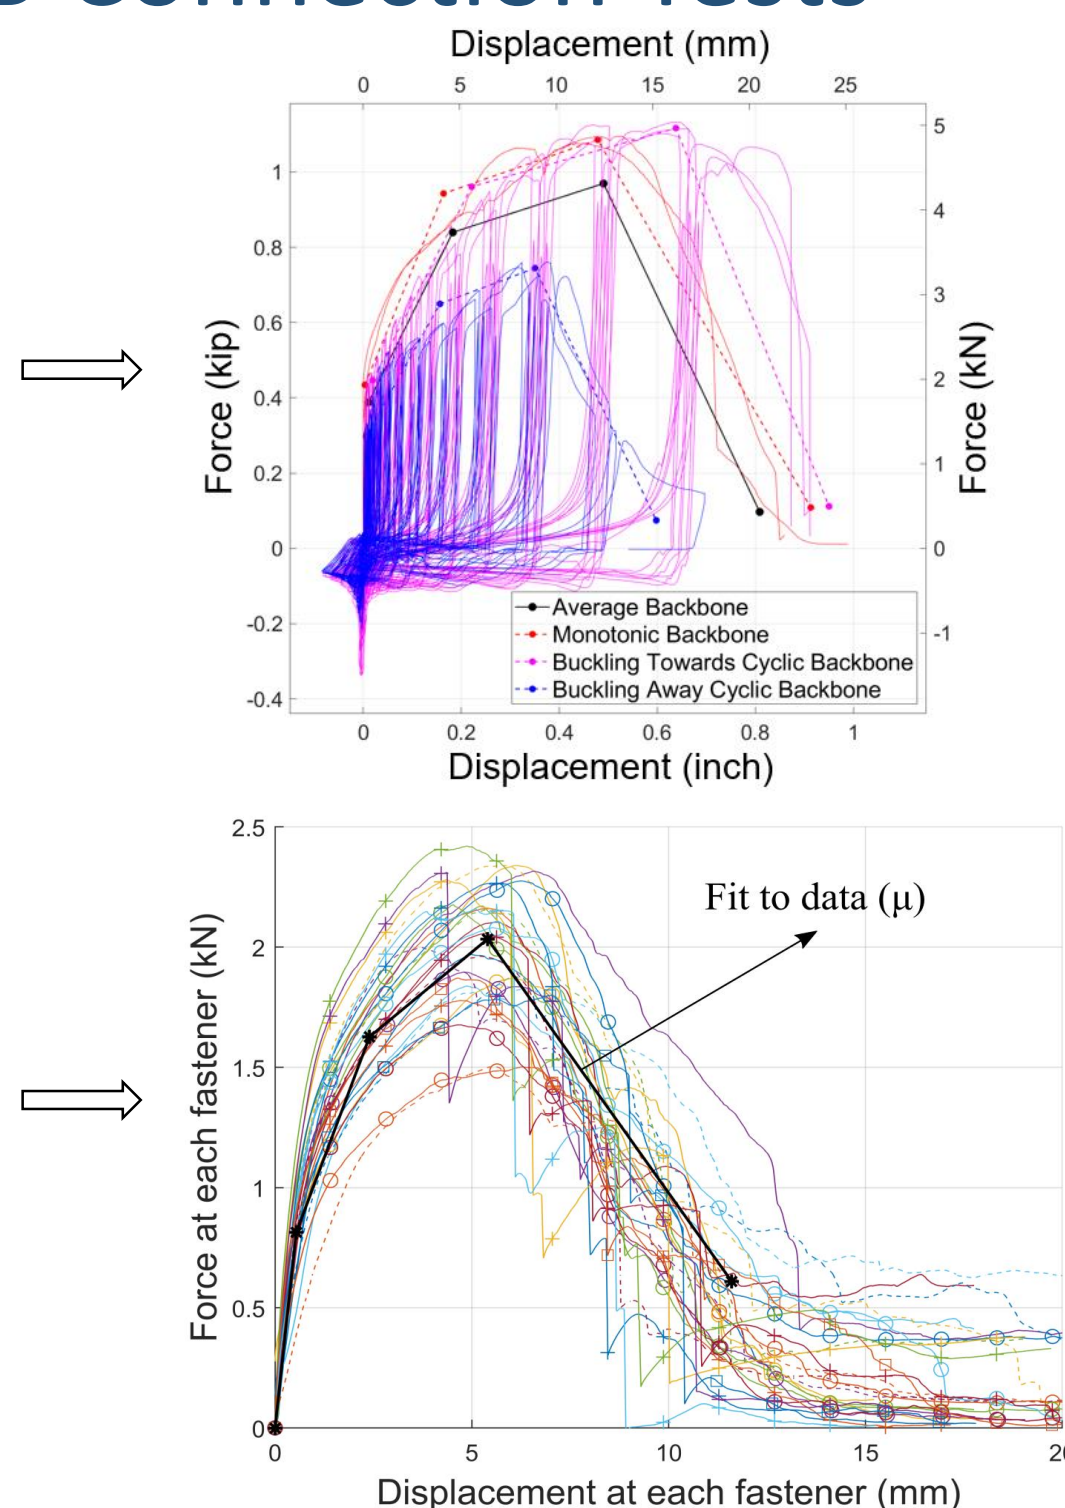 Connection Tests
Displacement (mm)
0 5 10 15 20 25
Force (kip)
1
0.8
0.6
0.4
0.2
0
-0.2
-0.4
5
4
3
2
1
0
-1
Force (kN)
Average Backbone
Monotonic Backbone
Buckling Towards Cyclic Backbone
Buckling Away Cyclic Backbone
0 0.2 0.4 0.6 0.8 1
Displacement (inch)
Force at each fastener (kN)
2.5
2
1.5
1
0.5
0
Fit to data (μ)
0 5 10 15 20
Displacement at each fastener (mm)